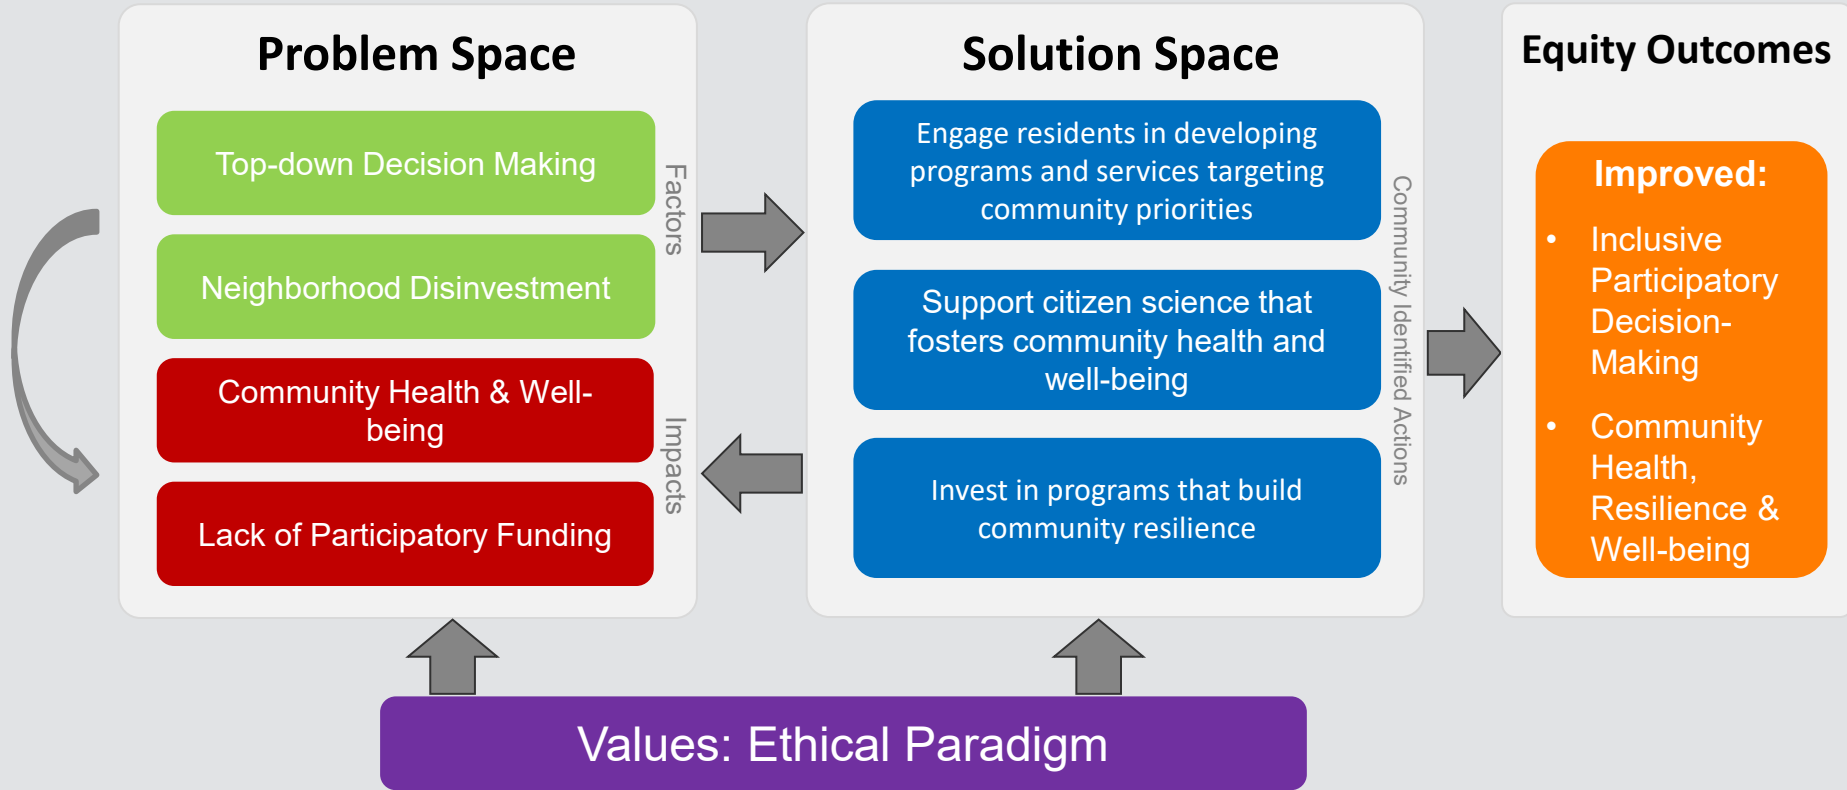 Problem Space
Top-down Decision Making
Neighborhood Disinvestment
Factors
Community Health & Well-
being
Lack of Participatory Funding
Impacts
Solution Space
Engage residents in developing
programs and services targeting
community priorities
Support citizen science that
fosters community health and
well-being
Invest in programs that build
community resilience
Community Identified Actions
Equity Outcomes
Improved:
• Inclusive
Participatory
Decision-
Making
• Community
Health,
Resilience &
Well-being
Values: Ethical Paradigm